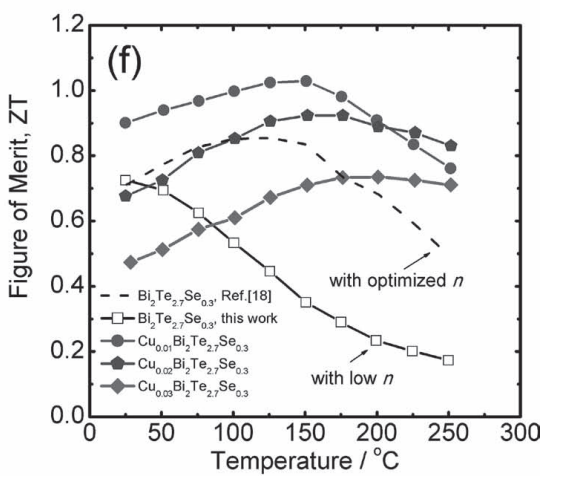 (f)
Figure of Merit, ZT
1.2
1.0
0.8
0.6
0.4
0.2
0.0
with optimized n
with low n
Bi₂Te₂.₇Se₀.₃, Ref.[18]
Bi₂Te₂.₇Se₀.₃, this work
Cu₀.₀₁Bi₂Te₂.₇Se₀.₃
Cu₀.₀₂Bi₂Te₂.₇Se₀.₃
Cu₀.₀₃Bi₂Te₂.₇Se₀.₃
0 50 100 150 200 250 300
Temperature / °C